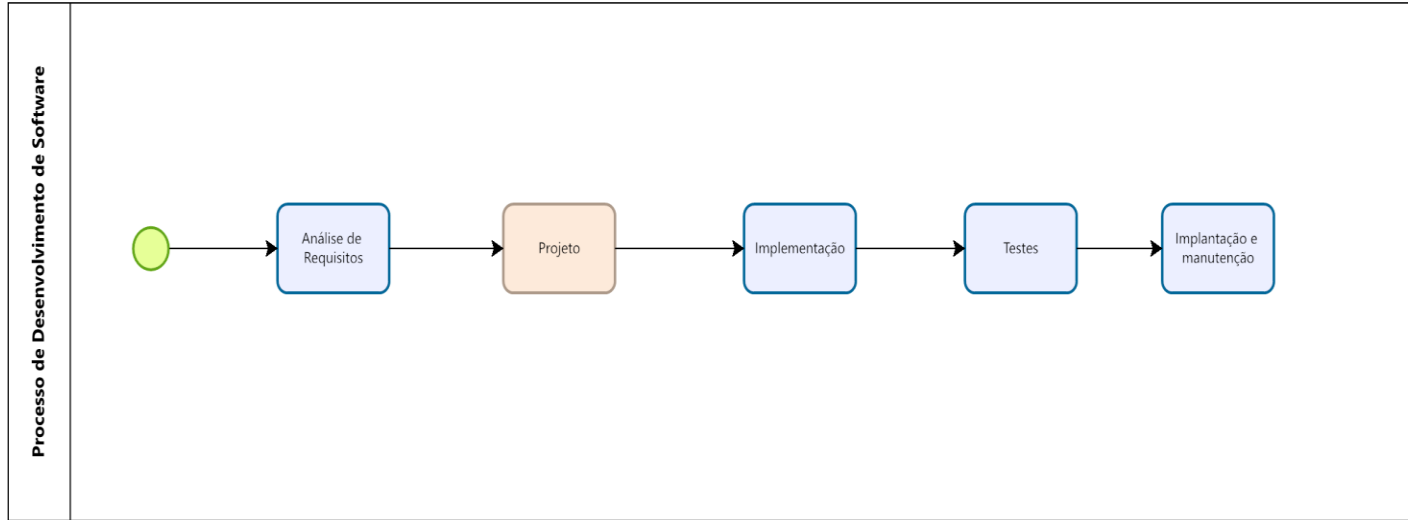 Processo de Desenvolvimento de Software
Análise de
Requisitos
Projeto
Implementação
Testes
Implantação e
manutenção